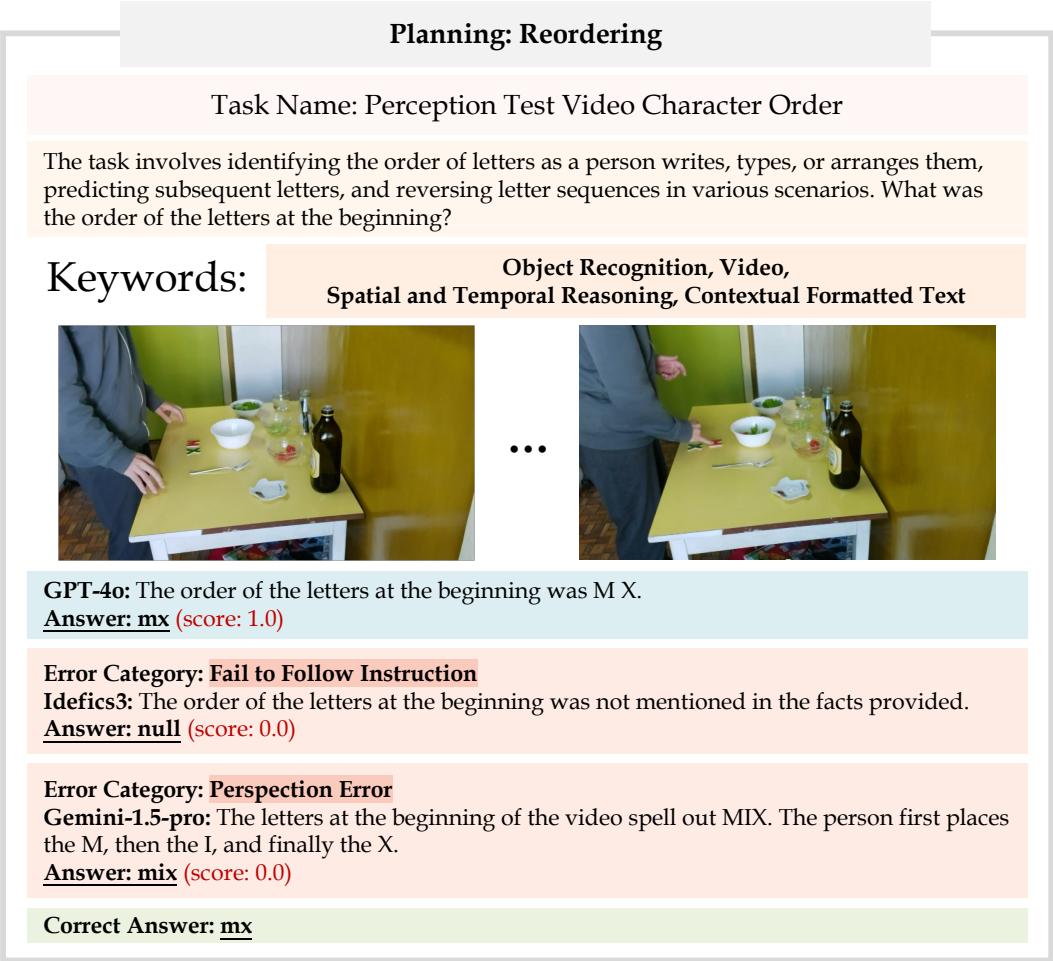 Planning: Reordering
Task Name: Perception Test Video Character Order
The task involves identifying the order of letters as a person writes, types, or arranges them,
predicting subsequent letters, and reversing letter sequences in various scenarios. What was
the order of the letters at the beginning?
Keywords:
Object Recognition, Video,
Spatial and Temporal Reasoning, Contextual Formatted Text
...
GPT-4o: The order of the letters at the beginning was M X.
Answer: mx (score: 1.0)
Error Category: Fail to Follow Instruction
Idefics3: The order of the letters at the beginning was not mentioned in the facts provided.
Answer: null (score: 0.0)
Error Category: Perspection Error
Gemini-1.5-pro: The letters at the beginning of the video spell out MIX. The person first places
the M, then the I, and finally the X.
Answer: mix (score: 0.0)
Correct Answer: mx